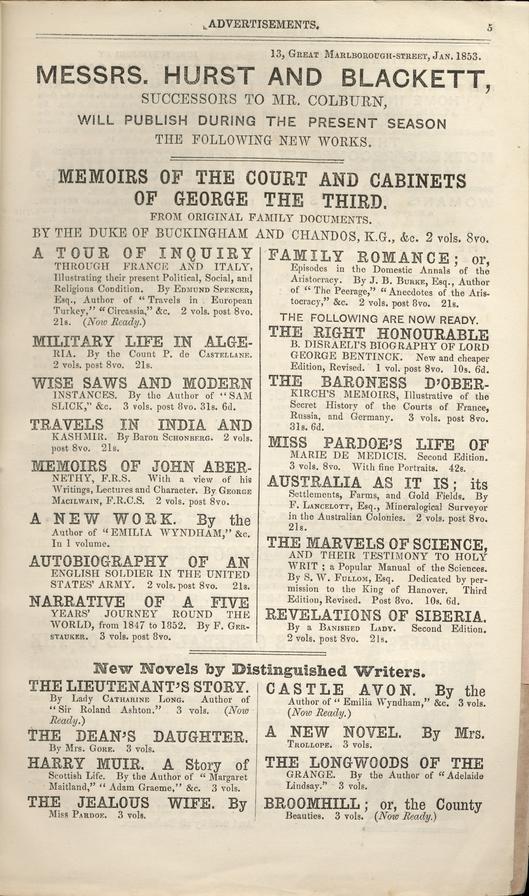 ADVERTISEMENTS.
5
13, Great Marlborough-street, Jan. 1853.
MESSRS. HURST AND BLACKETT,
SUCCESSORS TO MR. COLBURN,
WILL PUBLISH DURING THE PRESENT SEASON
THE FOLLOWING NEW WORKS.
MEMOIRS OF THE COURT AND CABINETS
OF GEORGE THE THIRD.
FROM ORIGINAL FAMILY DOCUMENTS.
BY THE DUKE OF BUCKINGHAM AND CHANDOS, K.G., &c. 2 vols. 8vo.
A TOUR OF INQUIRY
THROUGH FRANCE AND ITALY,
Illustrating their present Political, Social, and
Religious Condition. By Edmund Spencer,
Esq., Author of "Travels in European
Turkey," "Circassia," &c. 2 vols. post 8vo.
21s. (Now Ready.)
MILITARY LIFE IN ALGE-
RIA. By the Count P. de Castellane.
2 vols. post 8vo. 21s.
WISE SAWS AND MODERN
INSTANCES. By the Author of "SAM
SLICK," &c. 3 vols. post 8vo. 31s. 6d.
TRAVELS IN INDIA AND
KASHMIR. By Baron Schonberg. 2 vols.
post 8vo. 21s.
MEMOIRS OF JOHN ABER-
NETHY, F.R.S. With a view of his
Writings, Lectures and Character. By George
Macilwain, F.R.C.S. 2 vols. post 8vo.
A NEW WORK. By the
Author of "EMILIA WYNDHAM," &c.
In 1 volume.
AUTOBIOGRAPHY OF AN
ENGLISH SOLDIER IN THE UNITED
STATES' ARMY. 2 vols. post 8vo. 21s.
NARRATIVE OF A FIVE
YEARS' JOURNEY ROUND THE
WORLD, from 1847 to 1852. By F. Ger-
stauker. 3 vols. post 8vo.
FAMILY ROMANCE; or,
Episodes in the Domestic Annals of the
Aristocracy. By J. B. Burke, Esq., Author
of "The Peerage," "Anecdotes of the Aris-
tocracy," &c. 2 vols. post 8vo. 21s.
THE FOLLOWING ARE NOW READY.
THE RIGHT HONOURABLE
B. DISRAELI'S BIOGRAPHY OF LORD
GEORGE BENTINCK. New and cheaper
Edition, Revised. 1 vol. post 8vo. 10s. 6d.
THE BARONESS D'OBER-
KIRCH'S MEMOIRS, Illustrative of the
Secret History of the Courts of France,
Russia, and Germany. 3 vols. post 8vo.
31s. 6d.
MISS PARDOE'S LIFE OF
MARIE DE MEDICIS. Second Edition.
3 vols. 8vo. With fine Portraits. 42s.
AUSTRALIA AS IT IS; its
Settlements, Farms, and Gold Fields. By
F. Lancelott, Esq., Mineralogical Surveyor
in the Australian Colonies. 2 vols. post 8vo.
21s.
THE MARVELS OF SCIENCE,
AND THEIR TESTIMONY TO HOLY
WRIT; a Popular Manual of the Sciences.
By S. W. Fullom, Esq. Dedicated by per-
mission to the King of Hanover. Third
Edition, Revised. Post 8vo. 10s. 6d.
REVELATIONS OF SIBERIA.
By a Banished Lady. Second Edition.
2 vols. post 8vo. 21s.
New Novels by Distinguished Writers.
THE LIEUTENANT'S STORY.
By Lady Catharine Long. Author of
"Sir Roland Ashton." 3 vols. (Now
Ready.)
THE DEAN'S DAUGHTER.
By Mrs. Gore. 3 vols.
HARRY MUIR. A Story of
Scottish Life. By the Author of "Margaret
Maitland," "Adam Graeme," &c. 3 vols.
THE JEALOUS WIFE. By
Miss Pardoe. 3 vols.
CASTLE AVON. By the
Author of "Emilia Wyndham," &c. 3 vols.
(Now Ready.)
A NEW NOVEL. By Mrs.
Trollope. 3 vols.
THE LONGWOODS OF THE
GRANGE. By the Author of "Adelaide
Lindsay." 3 vols.
BROOMHILL; or, the County
Beauties. 3 vols. (Now Ready.)